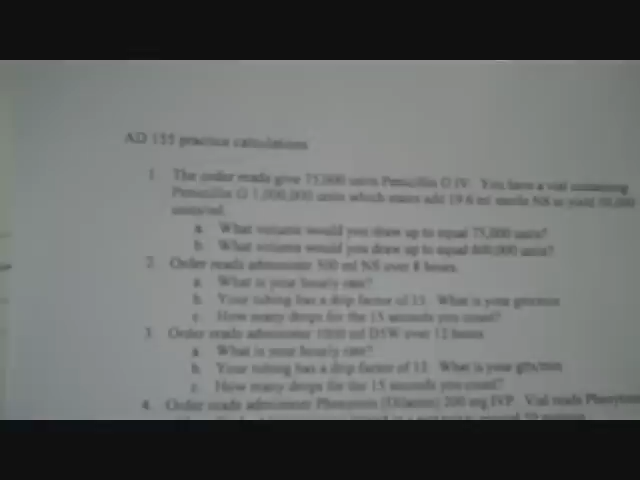 AD 155 practice calculations
1. The order reads give 75,000 units Penicillin G IV. You have a vial containing
Penicillin G 1,000,000 units which states add 19.6 ml sterile NS to yield 50,000
units/ml.
a. What volume would you draw up to equal 75,000 units?
b. What volume would you draw up to equal 800,000 units?
2. Order reads administer 500 ml NS over 8 hours.
a. What is your hourly rate?
b. Your tubing has a drip factor of 15. What is your gtts/min
c. How many drops for the 15 seconds you count?
3. Order reads administer 1000 ml D5W over 12 hours
a. What is your hourly rate?
b. Your tubing has a drip factor of What is your gtts/min
c. How many drops for the 15 seconds you count?
4. Order reads administer Phenytoin (Dilantin) 200 mg IVP. Vial reads